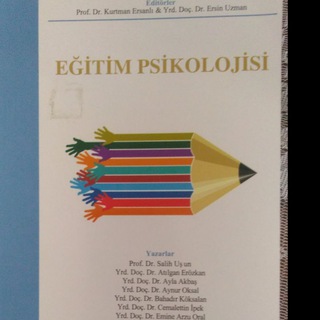 Editörler
Prof. Dr. Kurtman Ersanlı & Yrd. Doç. Dr. Ersin Uzman
EĞİTİM PSİKOLOJİSİ
Yazarlar
Prof. Dr. Salih Uşun
Yrd. Doç. Dr. Atılgan Erözkan
Yrd. Doç. Dr. Ayla Akbaş
Yrd. Doç. Dr. Aynur Oksal
Yrd. Doç. Dr. Bahadır Köksalan
Yrd. Doç. Dr. Cemalettin İpek
Yrd. Doç. Dr. Emine Arzu Oral